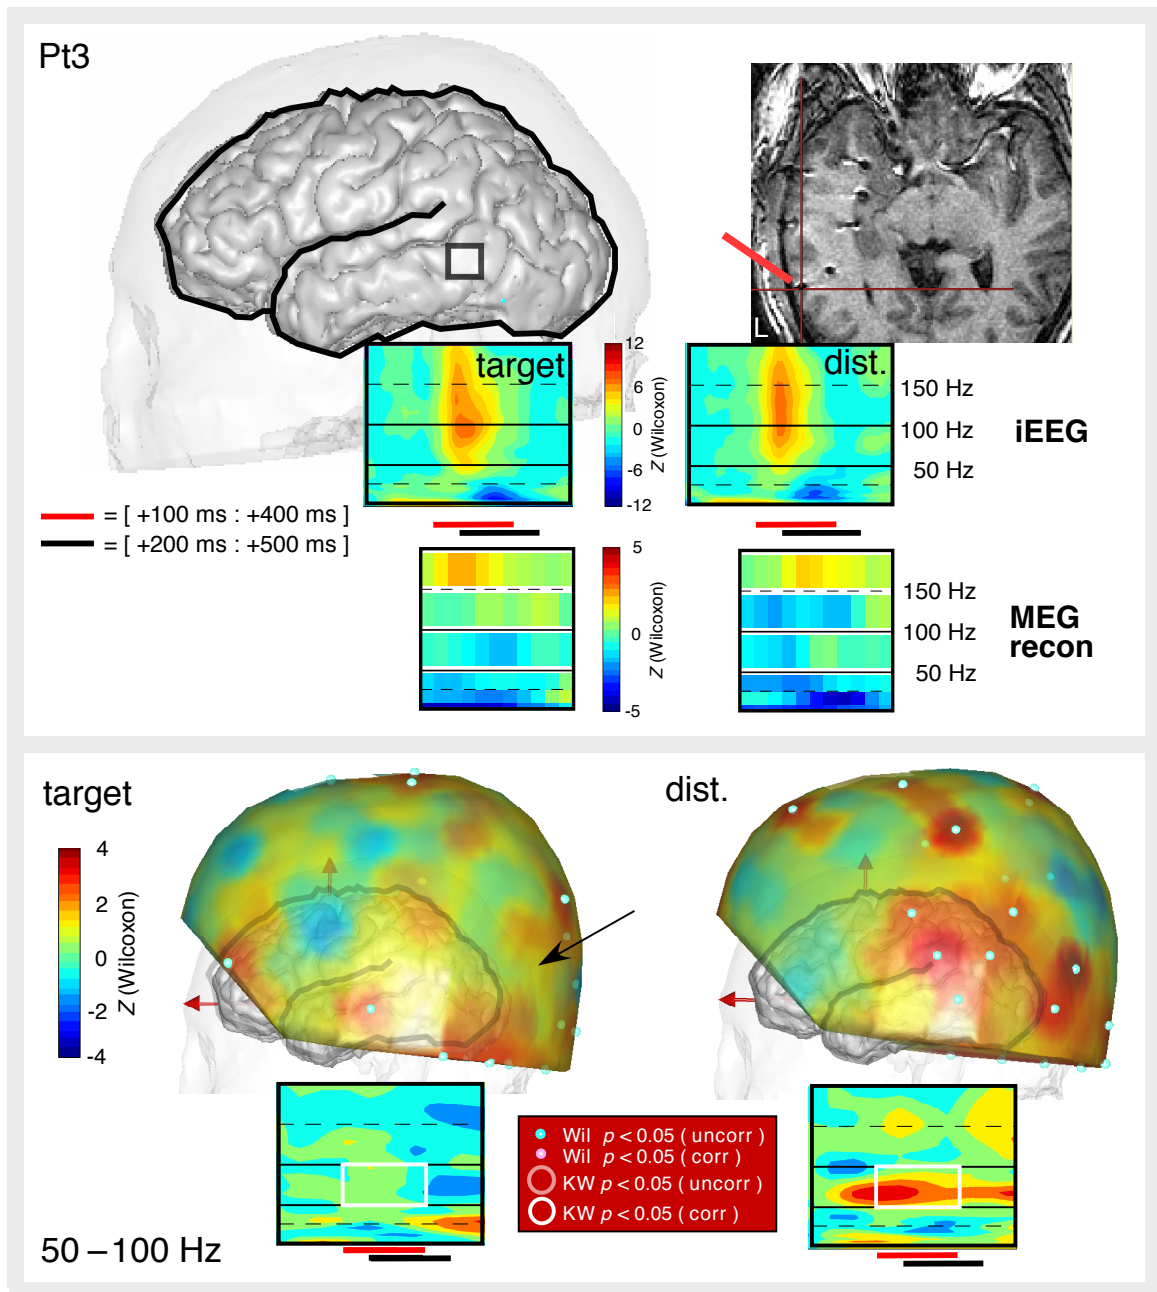 Pt3
L
target
dist.
12
6
0
-6
-12
Z (Wilcoxon)
150 Hz
100 Hz
50 Hz
iEEG
= [ +100 ms : +400 ms ]
= [ +200 ms : +500 ms ]
5
0
-5
Z (Wilcoxon)
150 Hz
100 Hz
50 Hz
MEG
recon
target
dist.
4
2
0
-2
-4
Z (Wilcoxon)
Wil p < 0.05 ( uncorr )
Wil p < 0.05 ( corr )
KW p < 0.05 ( uncorr )
KW p < 0.05 ( corr )
50 – 100 Hz